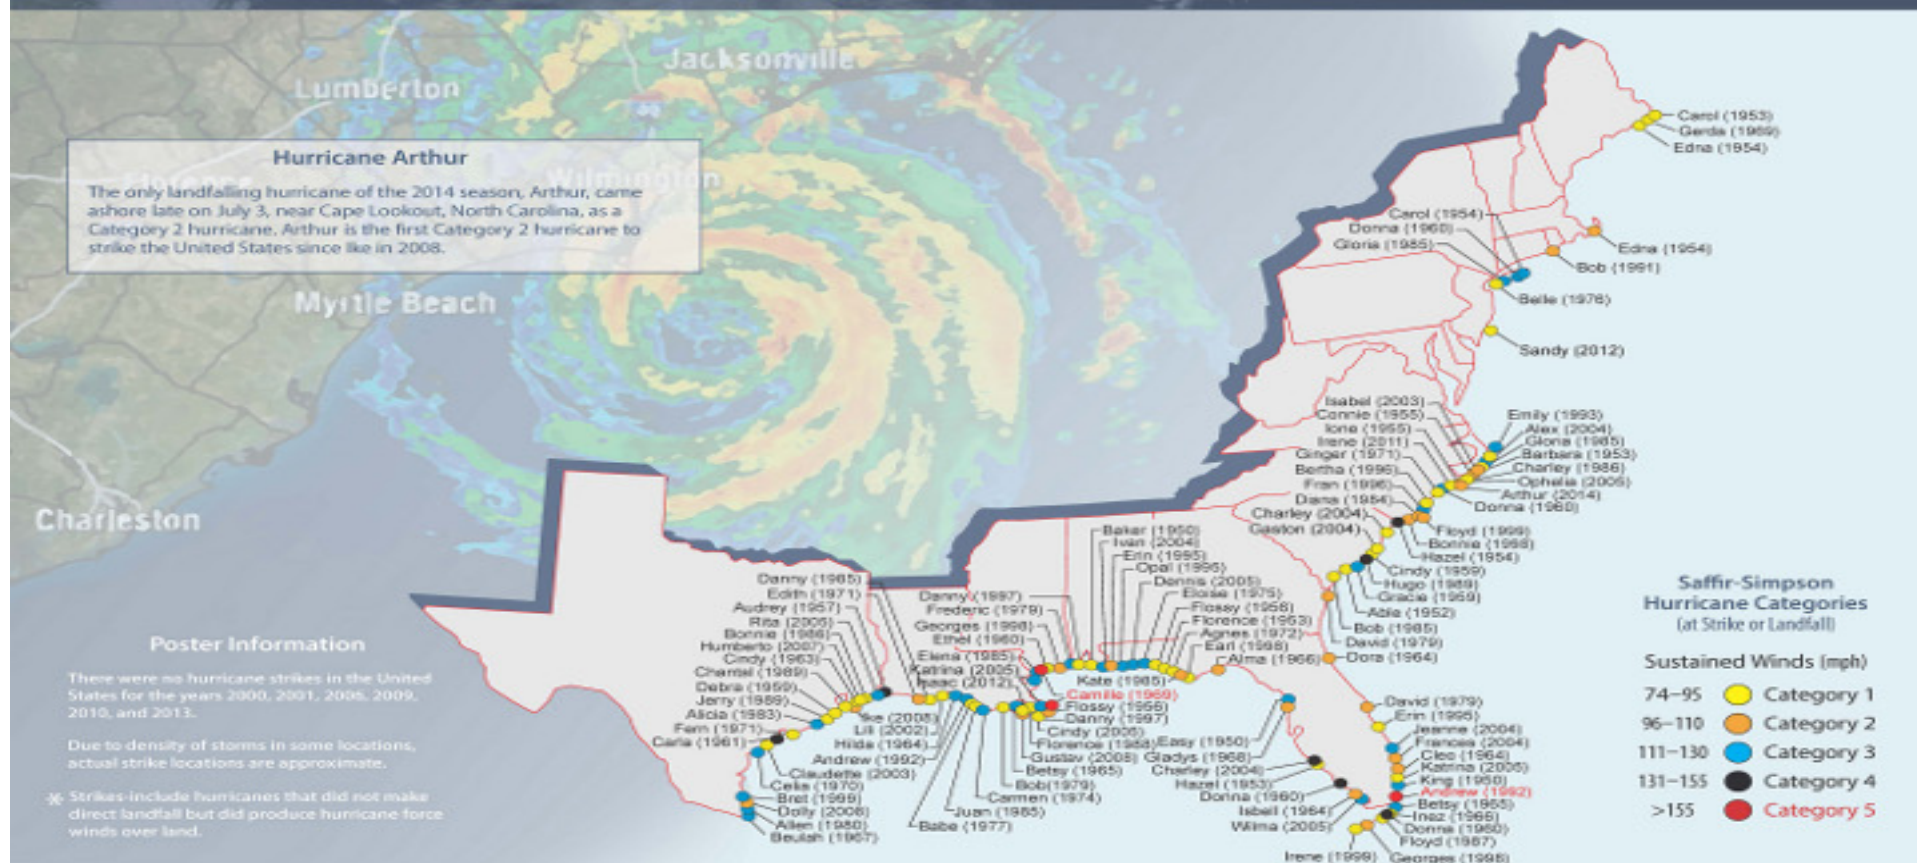 Jacksonville
Lumberton
Wilmington
Florence
Hurricane Arthur
The only landfalling hurricane of the 2014 season, Arthur, came
ashore late on July 3, near Cape Lookout, North Carolina, as a
Category 2 hurricane. Arthur is the first Category 2 hurricane to
strike the United States since Ike in 2008.
Myrtle Beach
Charleston
Poster Information
There were no hurricane strikes in the United
States for the years 2000, 2001, 2006, 2009,
2010, and 2013.
Due to density of storms in some locations,
actual strike locations are approximate.
* Strikes-include hurricanes that did not make
direct landfall but did produce hurricane force
winds over land.
Carol (1953)
Gerda (1969)
Edna (1954)
Carol (1954)
Donna (1960)
Gloria (1985)
Edna (1954)
Bob (1991)
Belle (1976)
Sandy (2012)
Isabel (2003)
Connie (1955)
Ione (1955)
Irene (2011)
Ginger (1971)
Bertha (1996)
Fran (1996)
Diana (1984)
Charley (2004)
Gaston (2004)
Emily (1993)
Alex (2004)
Gloria (1985)
Barbara (1953)
Charley (1986)
Ophelia (2005)
Arthur (2014)
Donna (1960)
Floyd (1999)
Bonnie (1998)
Hazel (1954)
Cindy (1959)
Hugo (1989)
Gracie (1959)
Able (1952)
Bob (1985)
David (1979)
Dora (1964)
Baker (1950)
Ivan (2004)
Erin (1995)
Opal (1995)
Dennis (2005)
Eloise (1975)
Flossy (1956)
Florence (1953)
Agnes (1972)
Earl (1998)
Alma (1966)
Danny (1997)
Frederic (1979)
Georges (1998)
Ethel (1960)
Elena (1985)
Katrina (2005)
Isaac (2012)
Kate (1985)
Camille (1969)
Flossy (1956)
Danny (1997)
Cindy (2005)
Florence (1988)
Gustav (2008)
Betsy (1965)
Bob(1979)
Carmen (1974)
Juan (1985)
Babe (1977)
Danny (1985)
Edith (1971)
Audrey (1957)
Rita (2005)
Bonnie (1986)
Humberto (2007)
Cindy (1963)
Chantal (1989)
Debra (1959)
Jerry (1989)
Alicia (1983)
Fern (1971)
Carla (1961)
Ike (2008)
Lili (2002)
Hilda (1964)
Andrew (1992)
Claudette (2003)
Celia (1970)
Bret (1999)
Dolly (2008)
Allen (1980)
Beulah (1967)
Easy (1950)
Gladys (1968)
Charley (2004)
Hazel (1953)
Donna (1960)
Isbell (1964)
Wilma (2005)
Irene (1999)
Georges (1998)
David (1979)
Erin (1995)
Jeanne (2004)
Frances (2004)
Cleo (1964)
Katrina (2005)
King (1950)
Andrew (1992)
Betsy (1965)
Inez (1966)
Donna (1960)
Floyd (1987)
Saffir-Simpson
Hurricane Categories
(at Strike or Landfall)
Sustained Winds (mph)
74–95 Category 1
96–110 Category 2
111–130 Category 3
131–155 Category 4
>155 Category 5